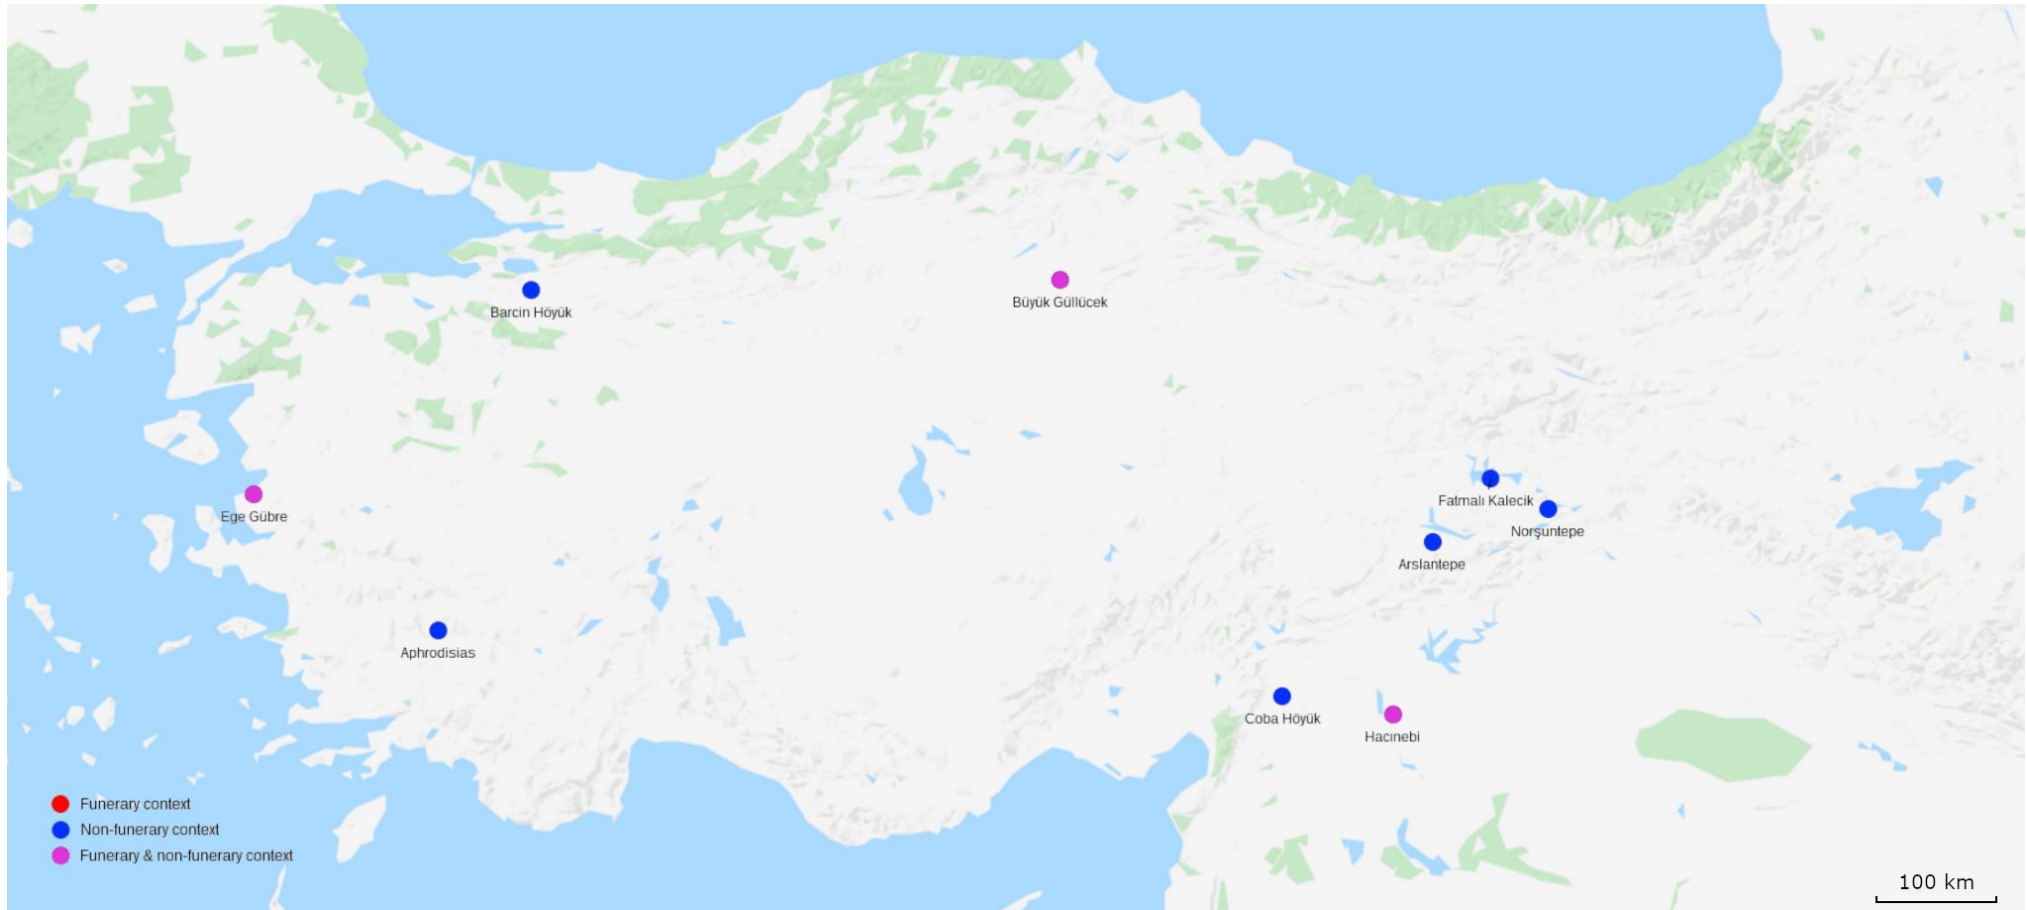 Büyük Güllücek
Barcin Höyük
Fatmalı Kalecik
Ege Gübre
Norşuntepe
Arslantepe
Aphrodisias
Coba Höyük
Hacınebi
Funerary context
Non-funerary context
Funerary & non-funerary context
100 km